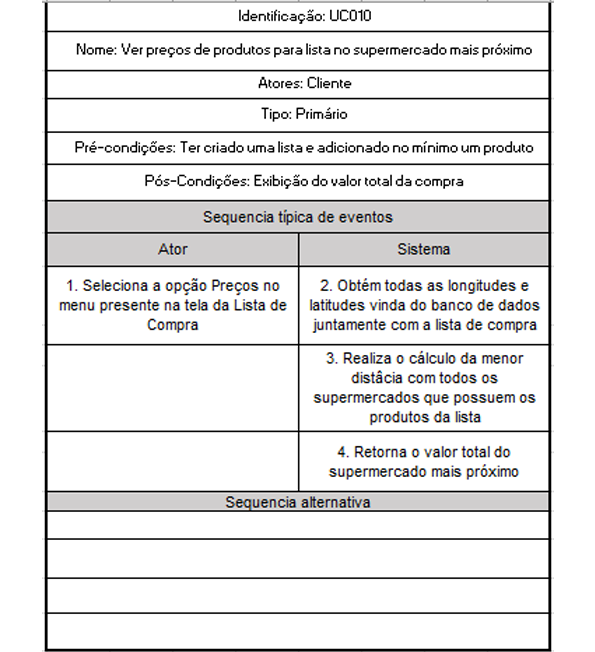 Identificação: UC010
Nome: Ver preços de produtos para lista no supermercado mais próximo
Atores: Cliente
Tipo: Primário
Pré-condições: Ter criado uma lista e adicionado no mínimo um produto
Pós-Condições: Exibição do valor total da compra
Sequencia típica de eventos
Ator
Sistema
1. Seleciona a opção Preços no
menu presente na tela da Lista de
Compra
2. Obtém todas as longitudes e
latitudes vinda do banco de dados
juntamente com a lista de compra
3. Realiza o cálculo da menor
distâcia com todos os
supermercados que possuem os
produtos da lista
4. Retorna o valor total do
supermercado mais próximo
Sequencia alternativa